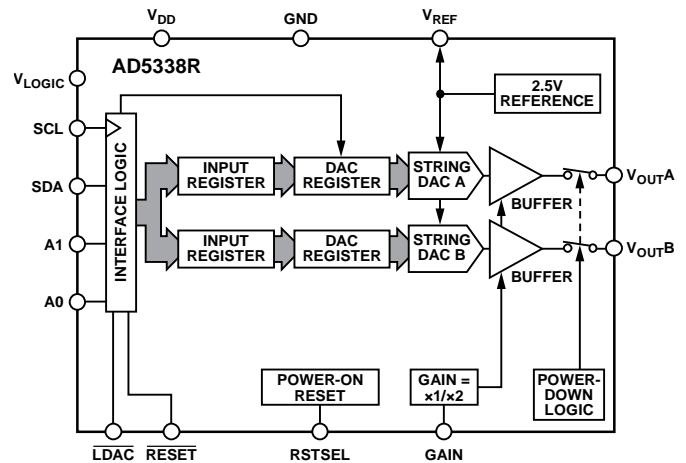 VDD
GND
VREF
AD5338R
VLOGIC
2.5V
REFERENCE
SCL
SDA
A1
A0
INTERFACE LOGIC
INPUT
REGISTER
DAC
REGISTER
STRING
DAC A
BUFFER
VOUTA
INPUT
REGISTER
DAC
REGISTER
STRING
DAC B
BUFFER
VOUTB
POWER-ON
RESET
GAIN =
×1/×2
POWER-
DOWN
LOGIC
LDAC
RESET
RSTSEL
GAIN